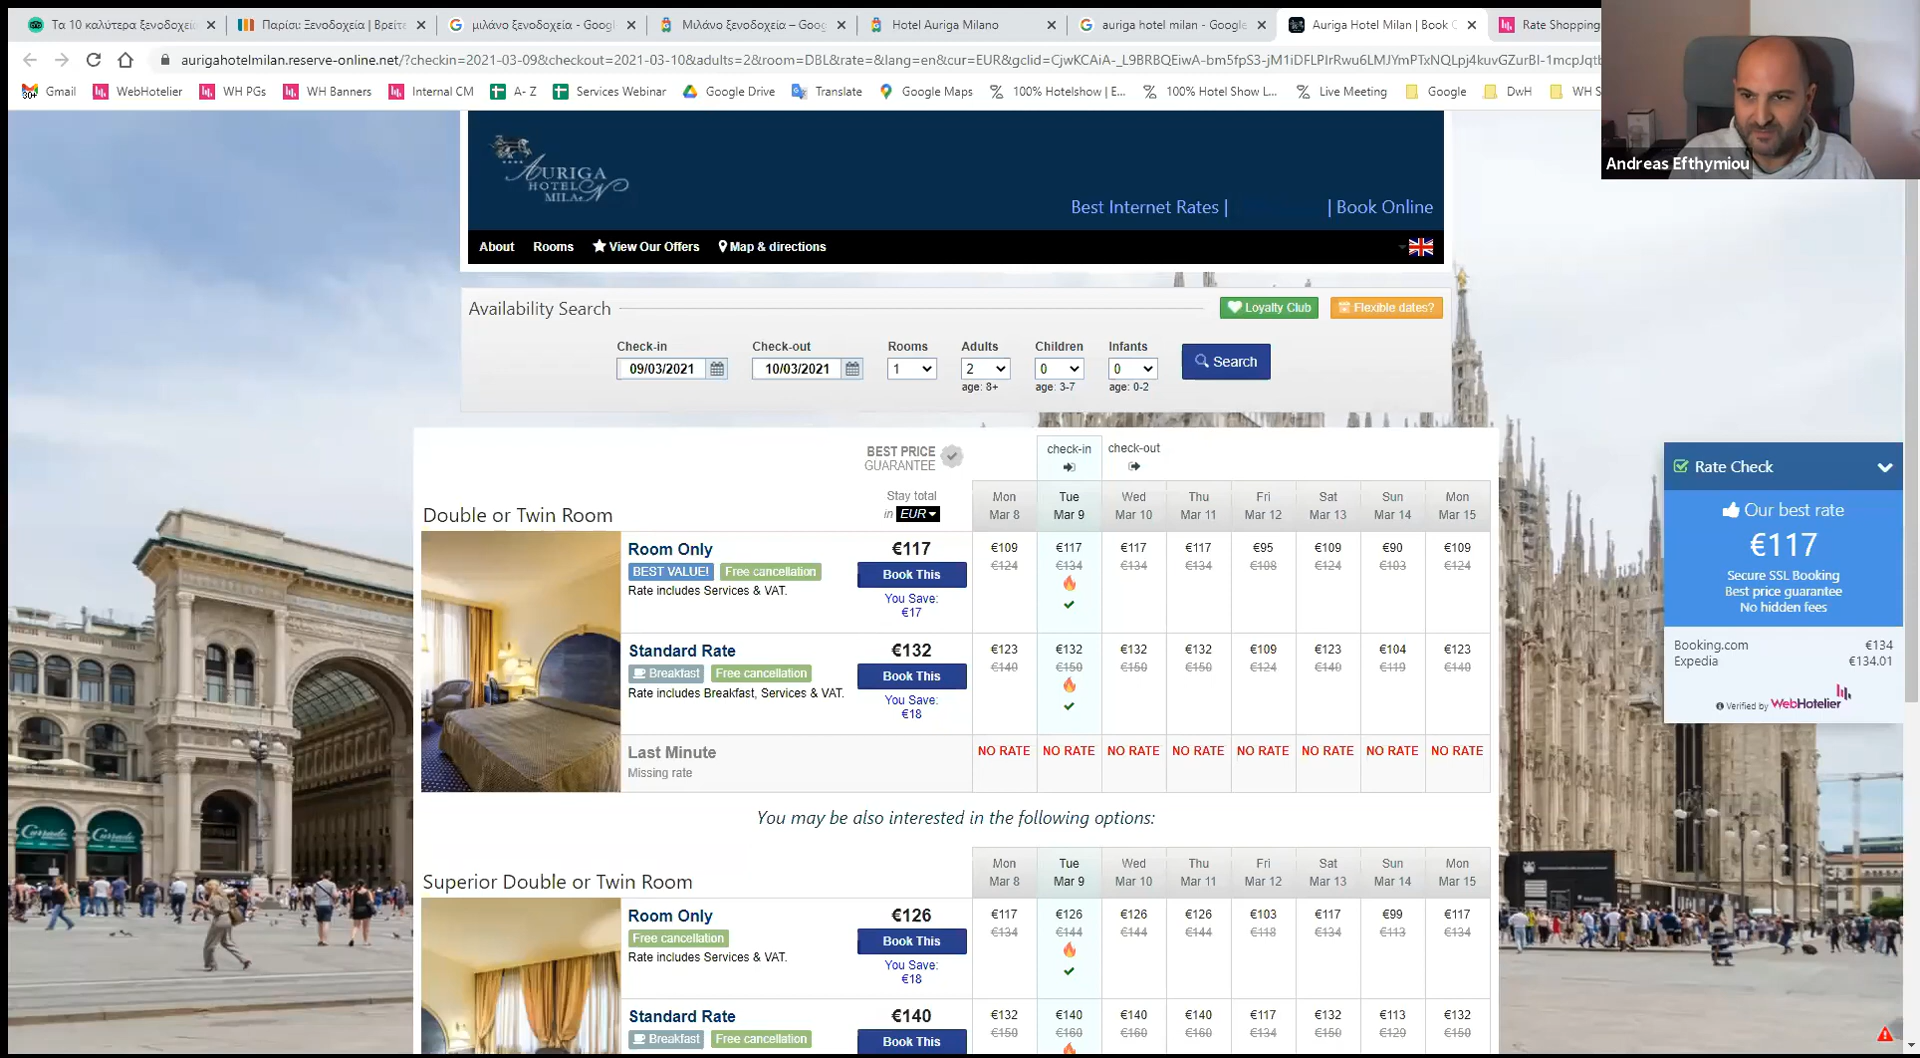 Τα 10 καλύτερα ξενοδοχεία
Παρίσι: Ξενοδοχεία | Βρείτε
μιλάνο ξενοδοχεία - Googl
Μιλάνο ξενοδοχεία – Goog
Hotel Auriga Milano
auriga hotel milan - Google
Auriga Hotel Milan | Book O
Rate Shopping
aurigahotelmilan.reserve-online.net/?checkin=2021-03-09&checkout=2021-03-10&adults=2&room=DBL&rate=&lang=en&cur=EUR&gclid=
Gmail
WebHotelier
WH PGs
WH Banners
Internal CM
A- Z
Services Webinar
Google Drive
Translate
Google Maps
100% Hotelshow | E...
100% Hotel Show L...
Live Meeting
Google
DwH
WH S
Andreas Efthymiou
AURIGA
HOTEL
MILAN
Best Internet Rates | | Book Online
About Rooms View Our Offers Map & directions
Availability Search
Loyalty Club
Flexible dates?
Check-in Check-out Rooms Adults Children Infants
09/03/2021 10/03/2021 1 2 0 0 Search
age: 8+ age: 3-7 age: 0-2
BEST PRICE
GUARANTEE
check-in check-out
Double or Twin Room
Stay total
in EUR
Mon Tue Wed Thu Fri Sat Sun Mon
Mar 8 Mar 9 Mar 10 Mar 11 Mar 12 Mar 13 Mar 14 Mar 15
Room Only €117 €109 €117 €117 €117 €95 €109 €90 €109
BEST VALUE! Free cancellation Book This €124 €134 €134 €134 €108 €124 €103 €124
Rate includes Services & VAT.
You Save:
€17
Standard Rate €132 €123 €132 €132 €132 €109 €123 €104 €123
Breakfast Free cancellation Book This €140 €150 €150 €150 €124 €140 €119 €140
Rate includes Breakfast, Services & VAT.
You Save:
€18
Last Minute NO RATE NO RATE NO RATE NO RATE NO RATE NO RATE NO RATE NO RATE
Missing rate
You may be also interested in the following options:
Superior Double or Twin Room
Mon Tue Wed Thu Fri Sat Sun Mon
Mar 8 Mar 9 Mar 10 Mar 11 Mar 12 Mar 13 Mar 14 Mar 15
Room Only €126 €117 €126 €126 €126 €103 €117 €99 €117
Free cancellation Book This €134 €144 €144 €144 €118 €134 €113 €134
Rate includes Services & VAT.
You Save:
€18
Standard Rate €140 €132 €140 €140 €140 €117 €132 €113 €132
Breakfast Free cancellation Book This €150 €160 €160 €160 €134 €150 €129 €150
Rate Check
Our best rate
€117
Secure SSL Booking
Best price guarantee
No hidden fees
Booking.com €134
Expedia €134.01
Verified by WebHotelier